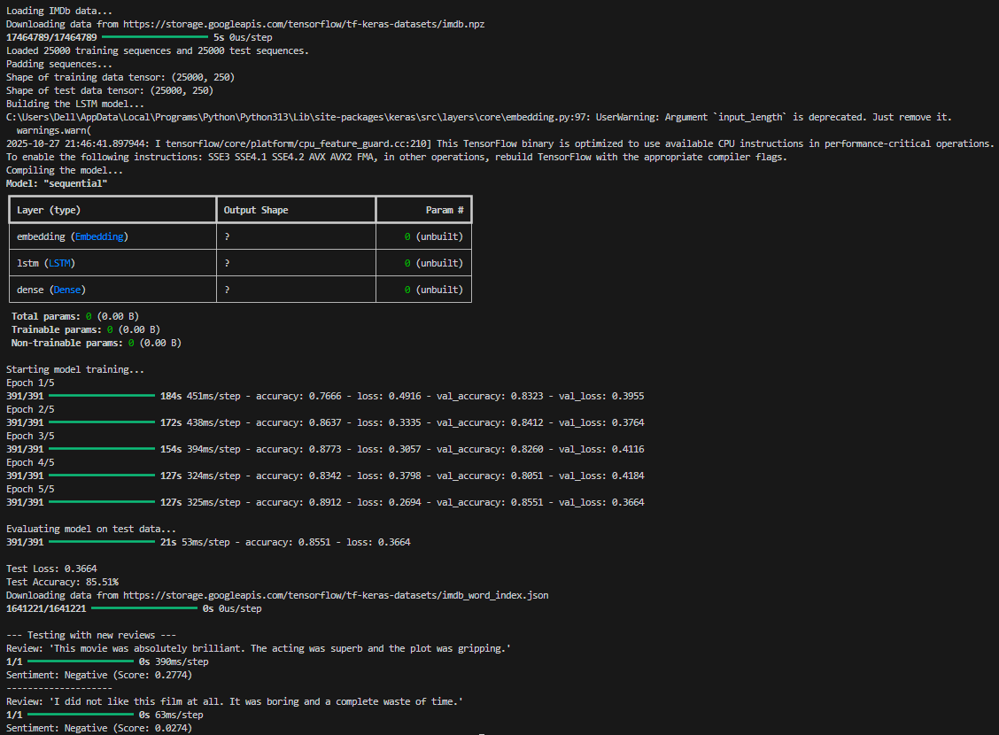 Loading IMDb data...
Downloading data from https://storage.googleapis.com/tensorflow/tf-keras-datasets/imdb.npz
17464789/17464789 5s 0us/step
Loaded 25000 training sequences and 25000 test sequences.
Padding sequences...
Shape of training data tensor: (25000, 250)
Shape of test data tensor: (25000, 250)
Building the LSTM model...
C:\Users\Dell\AppData\Local\Programs\Python\Python313\Lib\site-packages\keras\src\layers\core\embedding.py:97: UserWarning: Argument `input_length` is deprecated. Just remove it.
warnings.warn(
2025-10-27 21:46:41.897944: I tensorflow/core/platform/cpu_feature_guard.cc:210] This TensorFlow binary is optimized to use available CPU instructions in performance-critical operations.
To enable the following instructions: SSE3 SSE4.1 SSE4.2 AVX AVX2 FMA, in other operations, rebuild TensorFlow with the appropriate compiler flags.
Compiling the model...
Model: "sequential"
Layer (type) Output Shape Param #
embedding (Embedding) ? 0 (unbuilt)
lstm (LSTM) ? 0 (unbuilt)
dense (Dense) ? 0 (unbuilt)
Total params: 0 (0.00 B)
Trainable params: 0 (0.00 B)
Non-trainable params: 0 (0.00 B)
Starting model training...
Epoch 1/5
391/391 184s 451ms/step - accuracy: 0.7666 - loss: 0.4916 - val_accuracy: 0.8323 - val_loss: 0.3955
Epoch 2/5
391/391 172s 438ms/step - accuracy: 0.8637 - loss: 0.3335 - val_accuracy: 0.8412 - val_loss: 0.3764
Epoch 3/5
391/391 154s 394ms/step - accuracy: 0.8773 - loss: 0.3057 - val_accuracy: 0.8260 - val_loss: 0.4116
Epoch 4/5
391/391 127s 324ms/step - accuracy: 0.8342 - loss: 0.3798 - val_accuracy: 0.8051 - val_loss: 0.4184
Epoch 5/5
391/391 127s 325ms/step - accuracy: 0.8912 - loss: 0.2694 - val_accuracy: 0.8551 - val_loss: 0.3664
Evaluating model on test data...
391/391 21s 53ms/step - accuracy: 0.8551 - loss: 0.3664
Test Loss: 0.3664
Test Accuracy: 85.51%
Downloading data from https://storage.googleapis.com/tensorflow/tf-keras-datasets/imdb_word_index.json
1641221/1641221 0s 0us/step
--- Testing with new reviews ---
Review: 'This movie was absolutely brilliant. The acting was superb and the plot was gripping.'
1/1 0s 390ms/step
Sentiment: Negative (Score: 0.2774)
--------------------
Review: 'I did not like this film at all. It was boring and a complete waste of time.'
1/1 0s 63ms/step
Sentiment: Negative (Score: 0.0274)